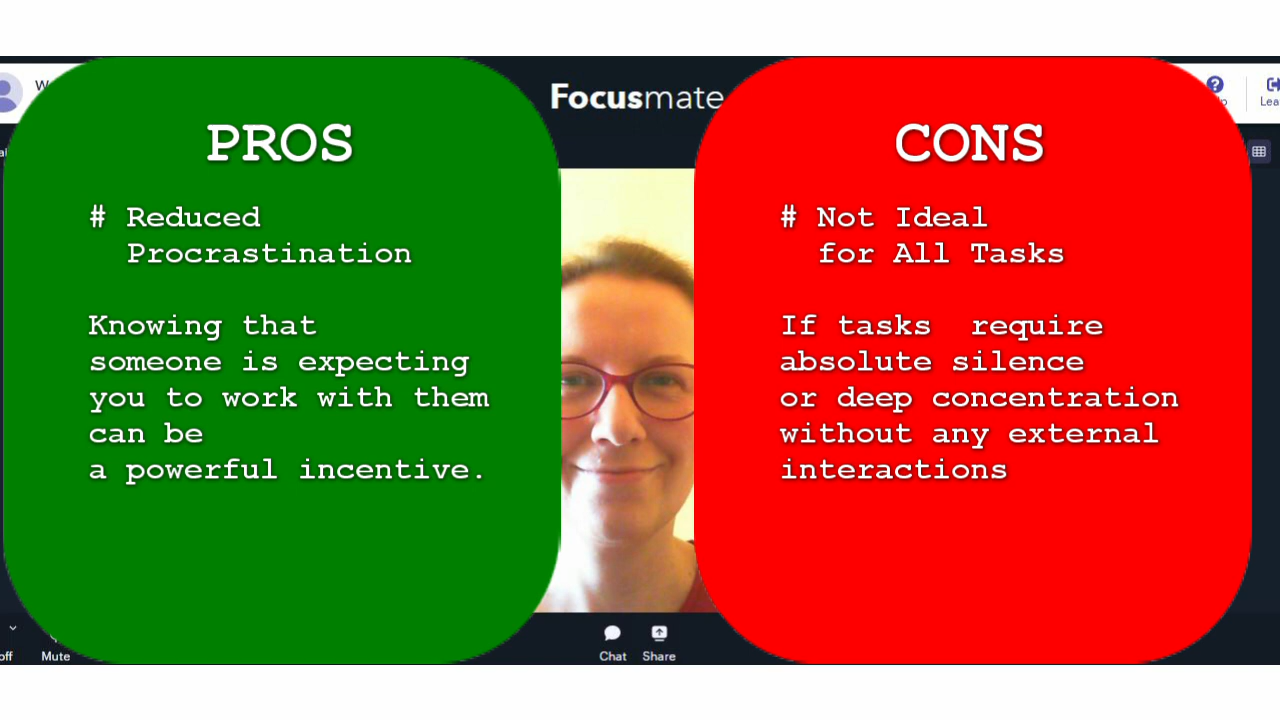 Focusmate
PROS
# Reduced
Procrastination
Knowing that
someone is expecting
you to work with them
can be
a powerful incentive.
CONS
# Not Ideal
for All Tasks
If tasks  require
absolute silence
or deep concentration
without any external
interactions
off
Mute
Chat
Share